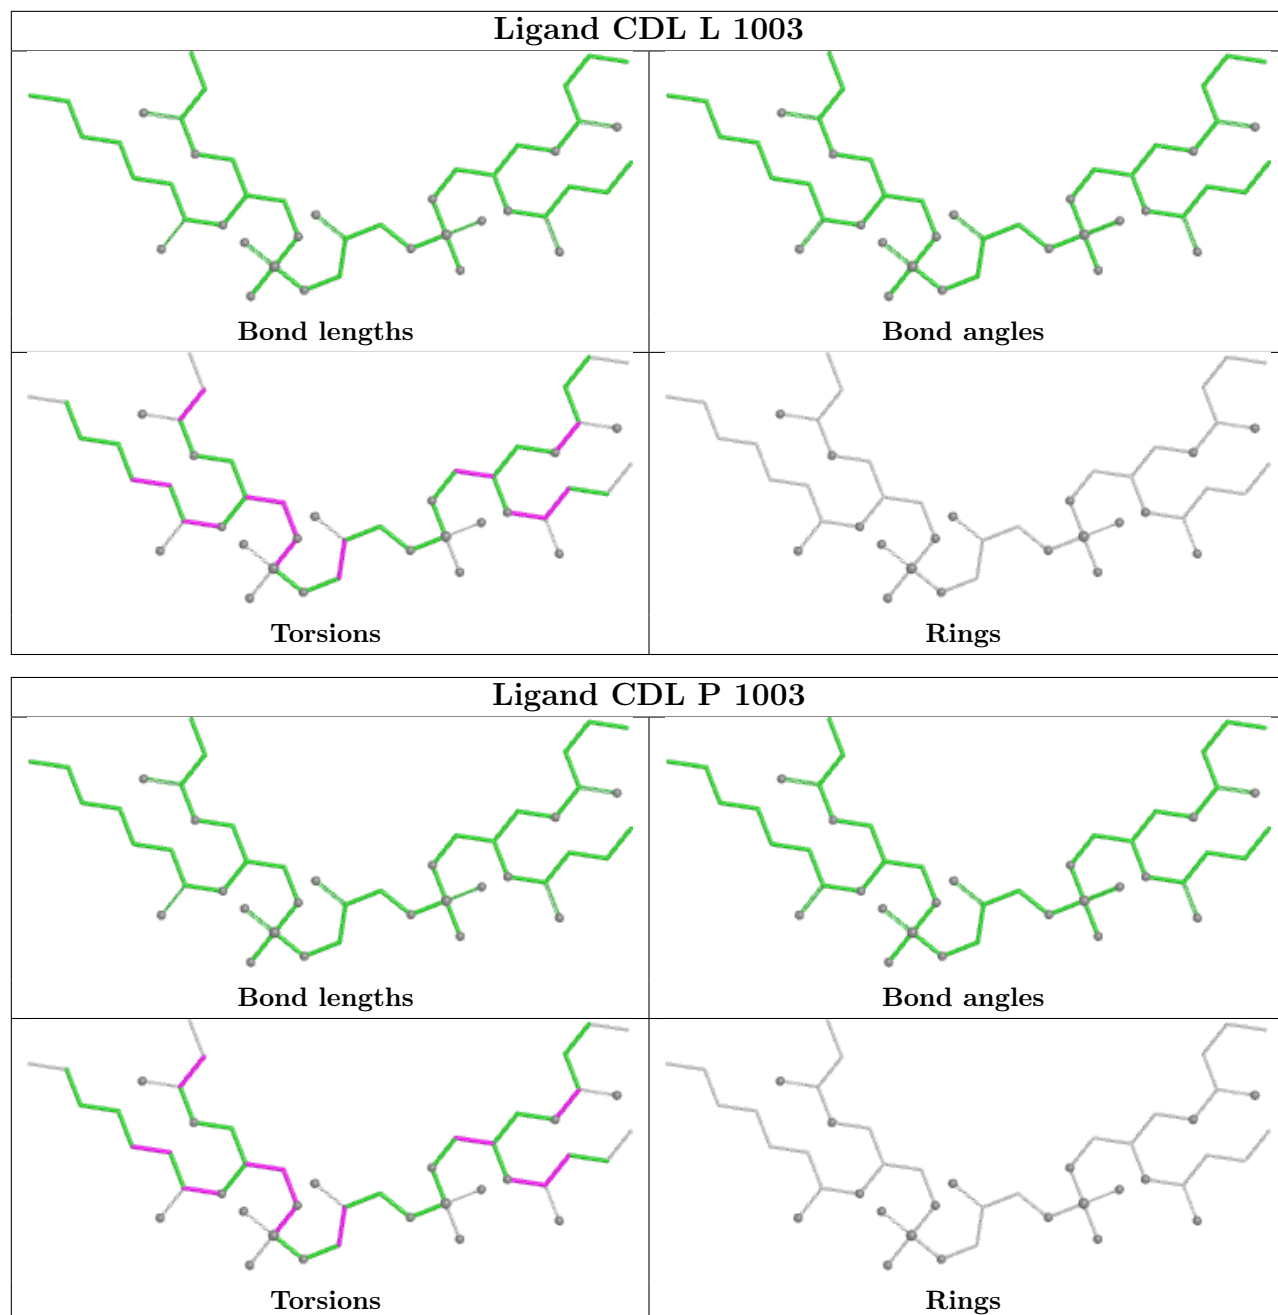 Ligand CDL L 1003
Bond lengths
Bond angles
Torsions
Rings
Ligand CDL P 1003
Bond lengths
Bond angles
Torsions
Rings